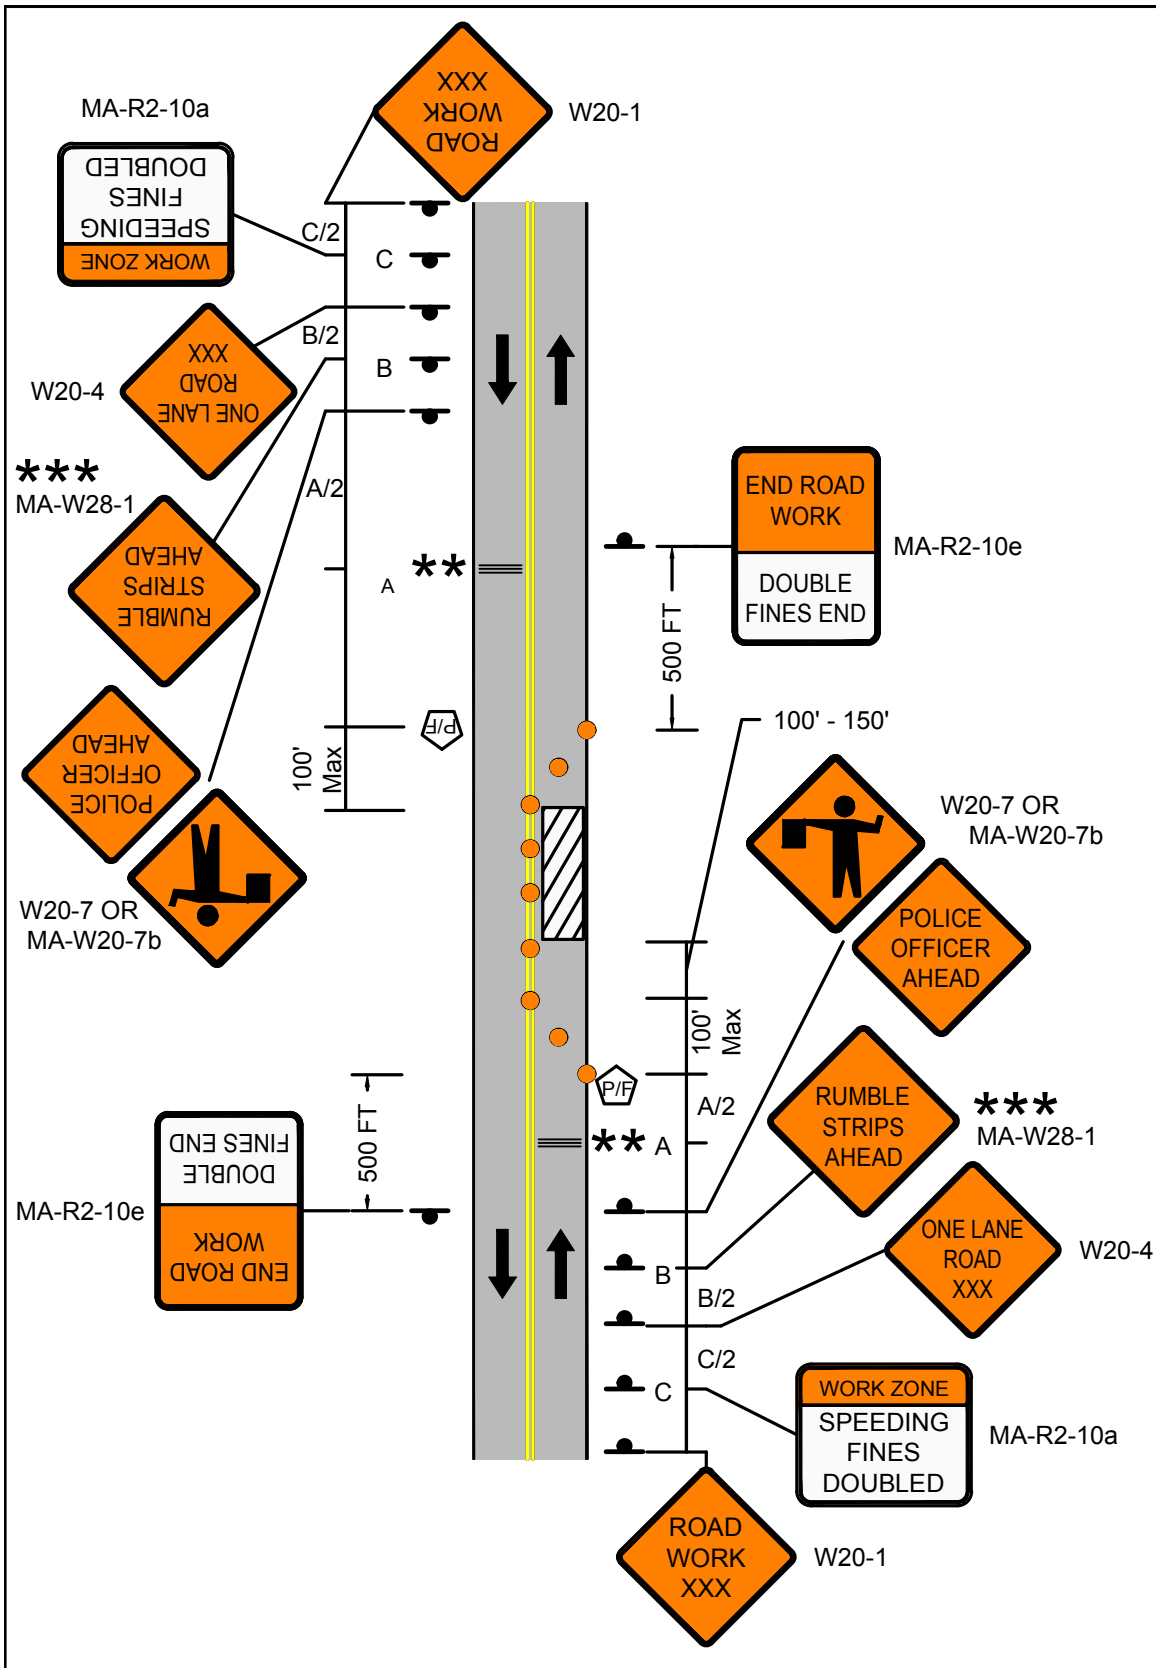 XXX
WORK
ROAD
W20-1
MA-R2-10a
DOUBLED
FINES
SPEEDING
WORK ZONE
C/2
C
XXX
ROAD
ONE LANE
W20-4
B/2
B
***
MA-W28-1
AHEAD
STRIPS
RUMBLE
A/2
A
**
AHEAD
OFFICER
POLICE
W20-7 OR
MA-W20-7b
100'
Max
P/F
END ROAD
WORK
DOUBLE
FINES END
MA-R2-10e
500 FT
100' - 150'
W20-7 OR
MA-W20-7b
POLICE
OFFICER
AHEAD
100'
Max
P/F
A/2
**
A
RUMBLE
STRIPS
AHEAD
***
MA-W28-1
500 FT
FINES END
DOUBLE
WORK
END ROAD
MA-R2-10e
ONE LANE
ROAD
XXX
W20-4
B
B/2
C/2
C
WORK ZONE
SPEEDING
FINES
DOUBLED
MA-R2-10a
ROAD
WORK
XXX
W20-1